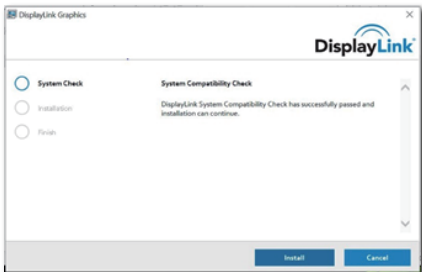 DisplayLink Graphics
DisplayLink
System Check
System Compatibility Check
DisplayLink System Compatibility Check has successfully passed and
installation can continue.
Installation
Finish
Install
Cancel